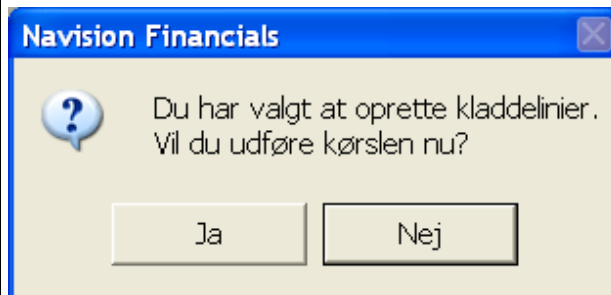 Navision Financials
Du har valgt at oprette kladdelinier.
Vil du udføre kørslen nu?
Ja
Nej